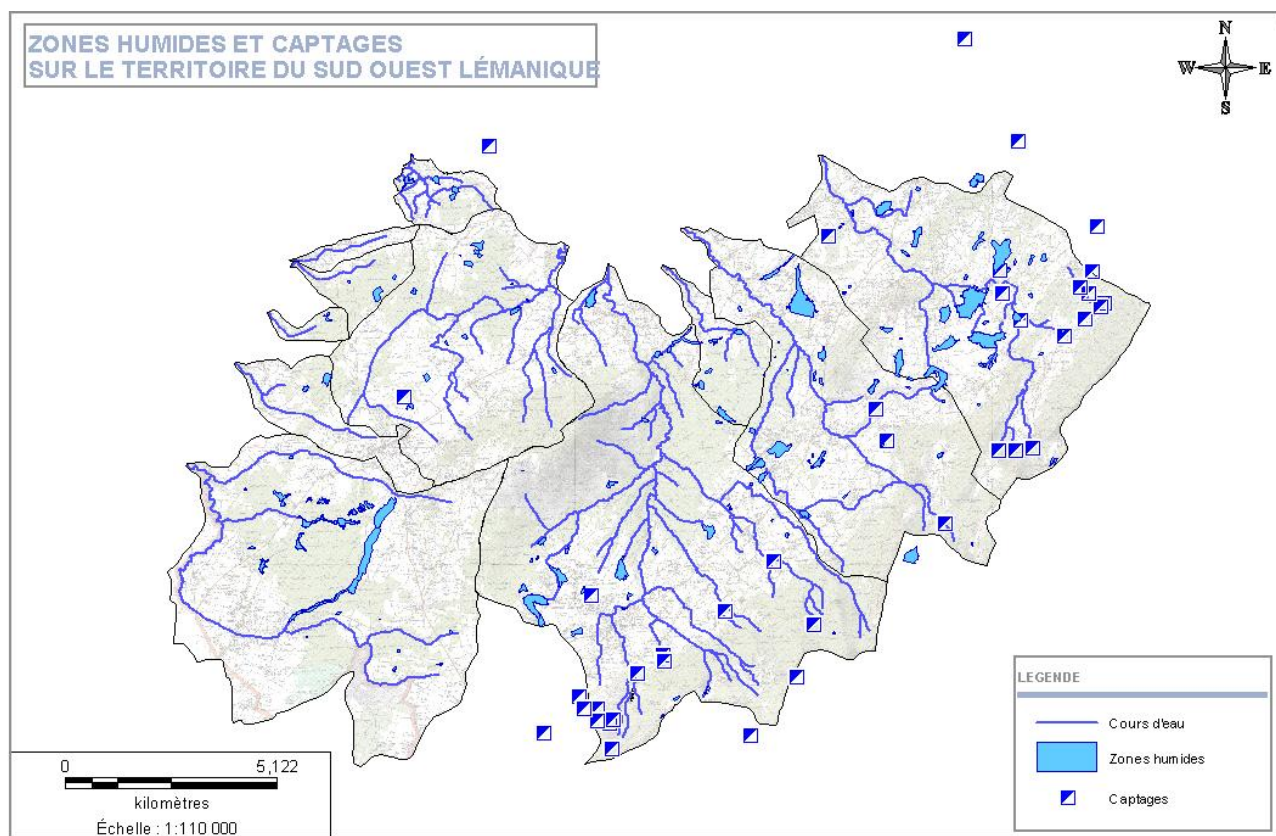 ZONES HUMIDES ET CAPTAGES
SUR LE TERRITOIRE DU SUD OUEST LÉMANIQUE
N
W E
S
LEGENDE
Cours d'eau
Zones humides
Captages
0 5,122
kilomètres
Échelle : 1:110 000